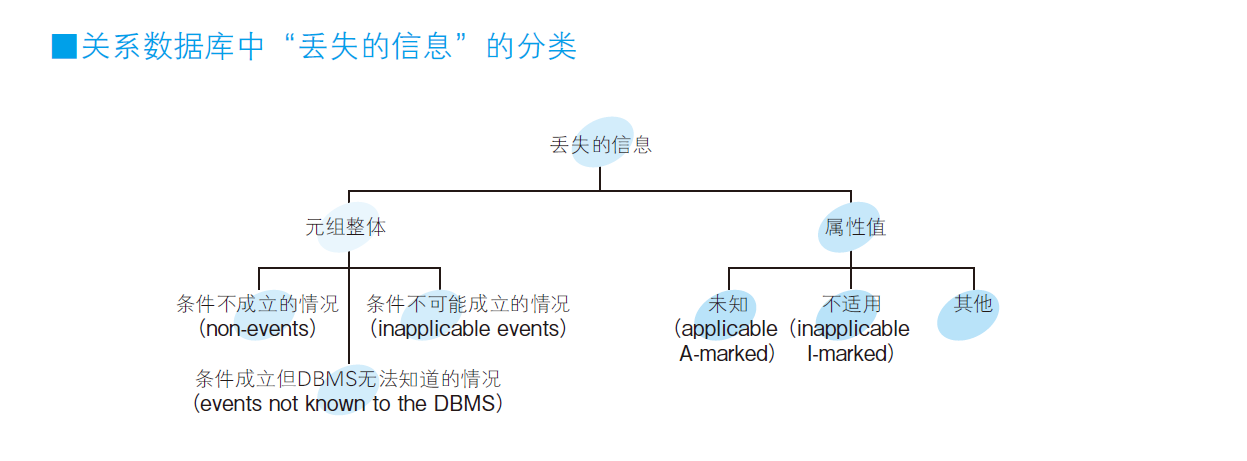 ■关系数据库中“丢失的信息”的分类
丢失的信息
元组整体
属性值
条件不成立的情况
（non-events）
条件不可能成立的情况
（inapplicable events）
条件成立但DBMS无法知道的情况
（events not known to the DBMS）
未知
（applicable
A-marked）
不适用
（inapplicable
I-marked）
其他